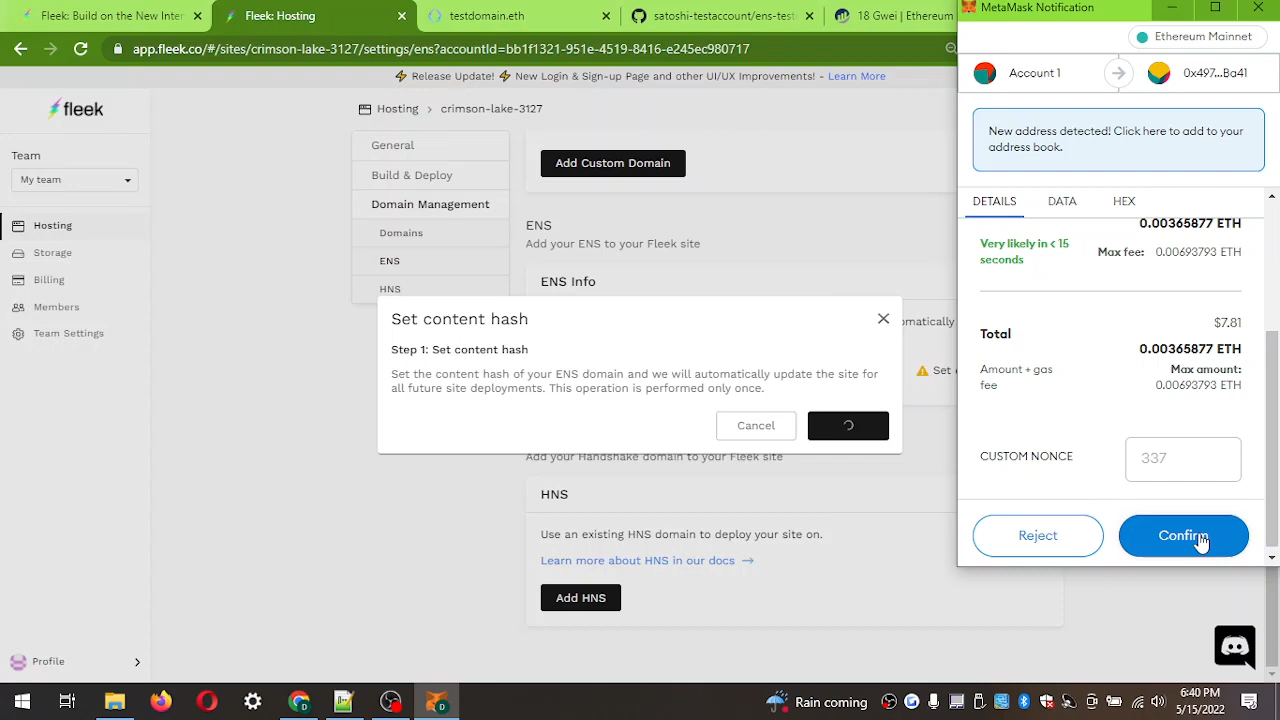 Fleek: Build on the New Inter
Fleek: Hosting
testdomain.eth
satoshi-testaccount/ens-test
18 Gwei | Ethereum
MetaMask Notification
app.fleek.co/#/sites/crimson-lake-3127/settings/ens?accountId=bb1f1321-951e-4519-8416-e245ec980717
Ethereum Mainnet
Release Update! New Login & Sign-up Page and other UI/UX Improvements! - Learn More
Account 1
0x497...Ba41
fleek
Hosting > crimson-lake-3127
New address detected! Click here to add to your
address book.
Team
My team
Hosting
Storage
Billing
Members
Team Settings
Profile
General
Build & Deploy
Domain Management
Domains
ENS
HNS
Add Custom Domain
ENS
Add your ENS to your Fleek site
ENS Info
omatically
Set
Set content hash
Step 1: Set content hash
Set the content hash of your ENS domain and we will automatically update the site for
all future site deployments. This operation is performed only once.
Cancel
Add your Handshake domain to your Fleek site
HNS
Use an existing HNS domain to deploy your site on.
Learn more about HNS in our docs
Add HNS
DETAILS
DATA
HEX
0.00365877 ETH
Very likely in < 15
seconds
Max fee: 0.00693793 ETH
$7.81
Total
0.00365877 ETH
Amount + gas
fee
Max amount:
0.00693793 ETH
CUSTOM NONCE
337
Reject
Confirm
Rain coming
6:40 PM
5/15/2022